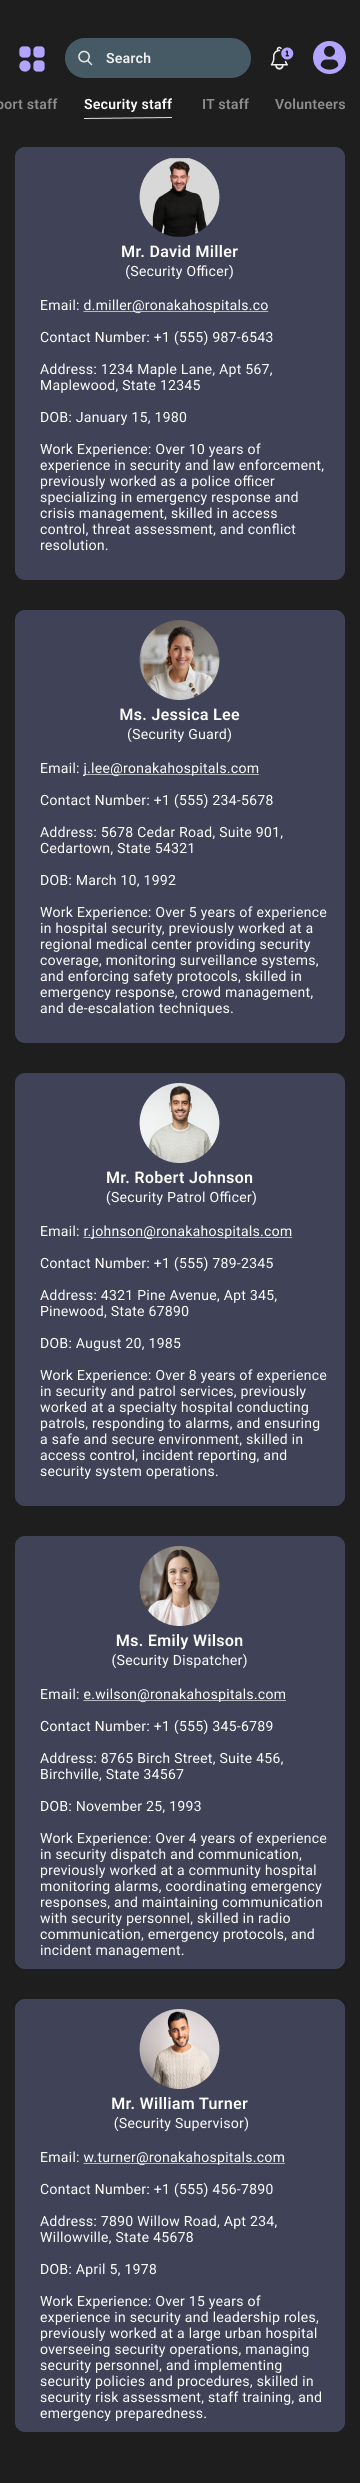 Search
1
port staff Security staff IT staff Volunteers
Mr. David Miller
(Security Officer)
Email: d.miller@ronakahospitals.co
Contact Number: +1 (555) 987-6543
Address: 1234 Maple Lane, Apt 567,
Maplewood, State 12345
DOB: January 15, 1980
Work Experience: Over 10 years of
experience in security and law enforcement,
previously worked as a police officer
specializing in emergency response and
crisis management, skilled in access
control, threat assessment, and conflict
resolution.
Ms. Jessica Lee
(Security Guard)
Email: j.lee@ronakahospitals.com
Contact Number: +1 (555) 234-5678
Address: 5678 Cedar Road, Suite 901,
Cedartown, State 54321
DOB: March 10, 1992
Work Experience: Over 5 years of experience
in hospital security, previously worked at a
regional medical center providing security
coverage, monitoring surveillance systems,
and enforcing safety protocols, skilled in
emergency response, crowd management,
and de-escalation techniques.
Mr. Robert Johnson
(Security Patrol Officer)
Email: r.johnson@ronakahospitals.com
Contact Number: +1 (555) 789-2345
Address: 4321 Pine Avenue, Apt 345,
Pinewood, State 67890
DOB: August 20, 1985
Work Experience: Over 8 years of experience
in security and patrol services, previously
worked at a specialty hospital conducting
patrols, responding to alarms, and ensuring
a safe and secure environment, skilled in
access control, incident reporting, and
security system operations.
Ms. Emily Wilson
(Security Dispatcher)
Email: e.wilson@ronakahospitals.com
Contact Number: +1 (555) 345-6789
Address: 8765 Birch Street, Suite 456,
Birchville, State 34567
DOB: November 25, 1993
Work Experience: Over 4 years of experience
in security dispatch and communication,
previously worked at a community hospital
monitoring alarms, coordinating emergency
responses, and maintaining communication
with security personnel, skilled in radio
communication, emergency protocols, and
incident management.
Mr. William Turner
(Security Supervisor)
Email: w.turner@ronakahospitals.com
Contact Number: +1 (555) 456-7890
Address: 7890 Willow Road, Apt 234,
Willowville, State 45678
DOB: April 5, 1978
Work Experience: Over 15 years of
experience in security and leadership roles,
previously worked at a large urban hospital
overseeing security operations, managing
security personnel, and implementing
security policies and procedures, skilled in
security risk assessment, staff training, and
emergency preparedness.